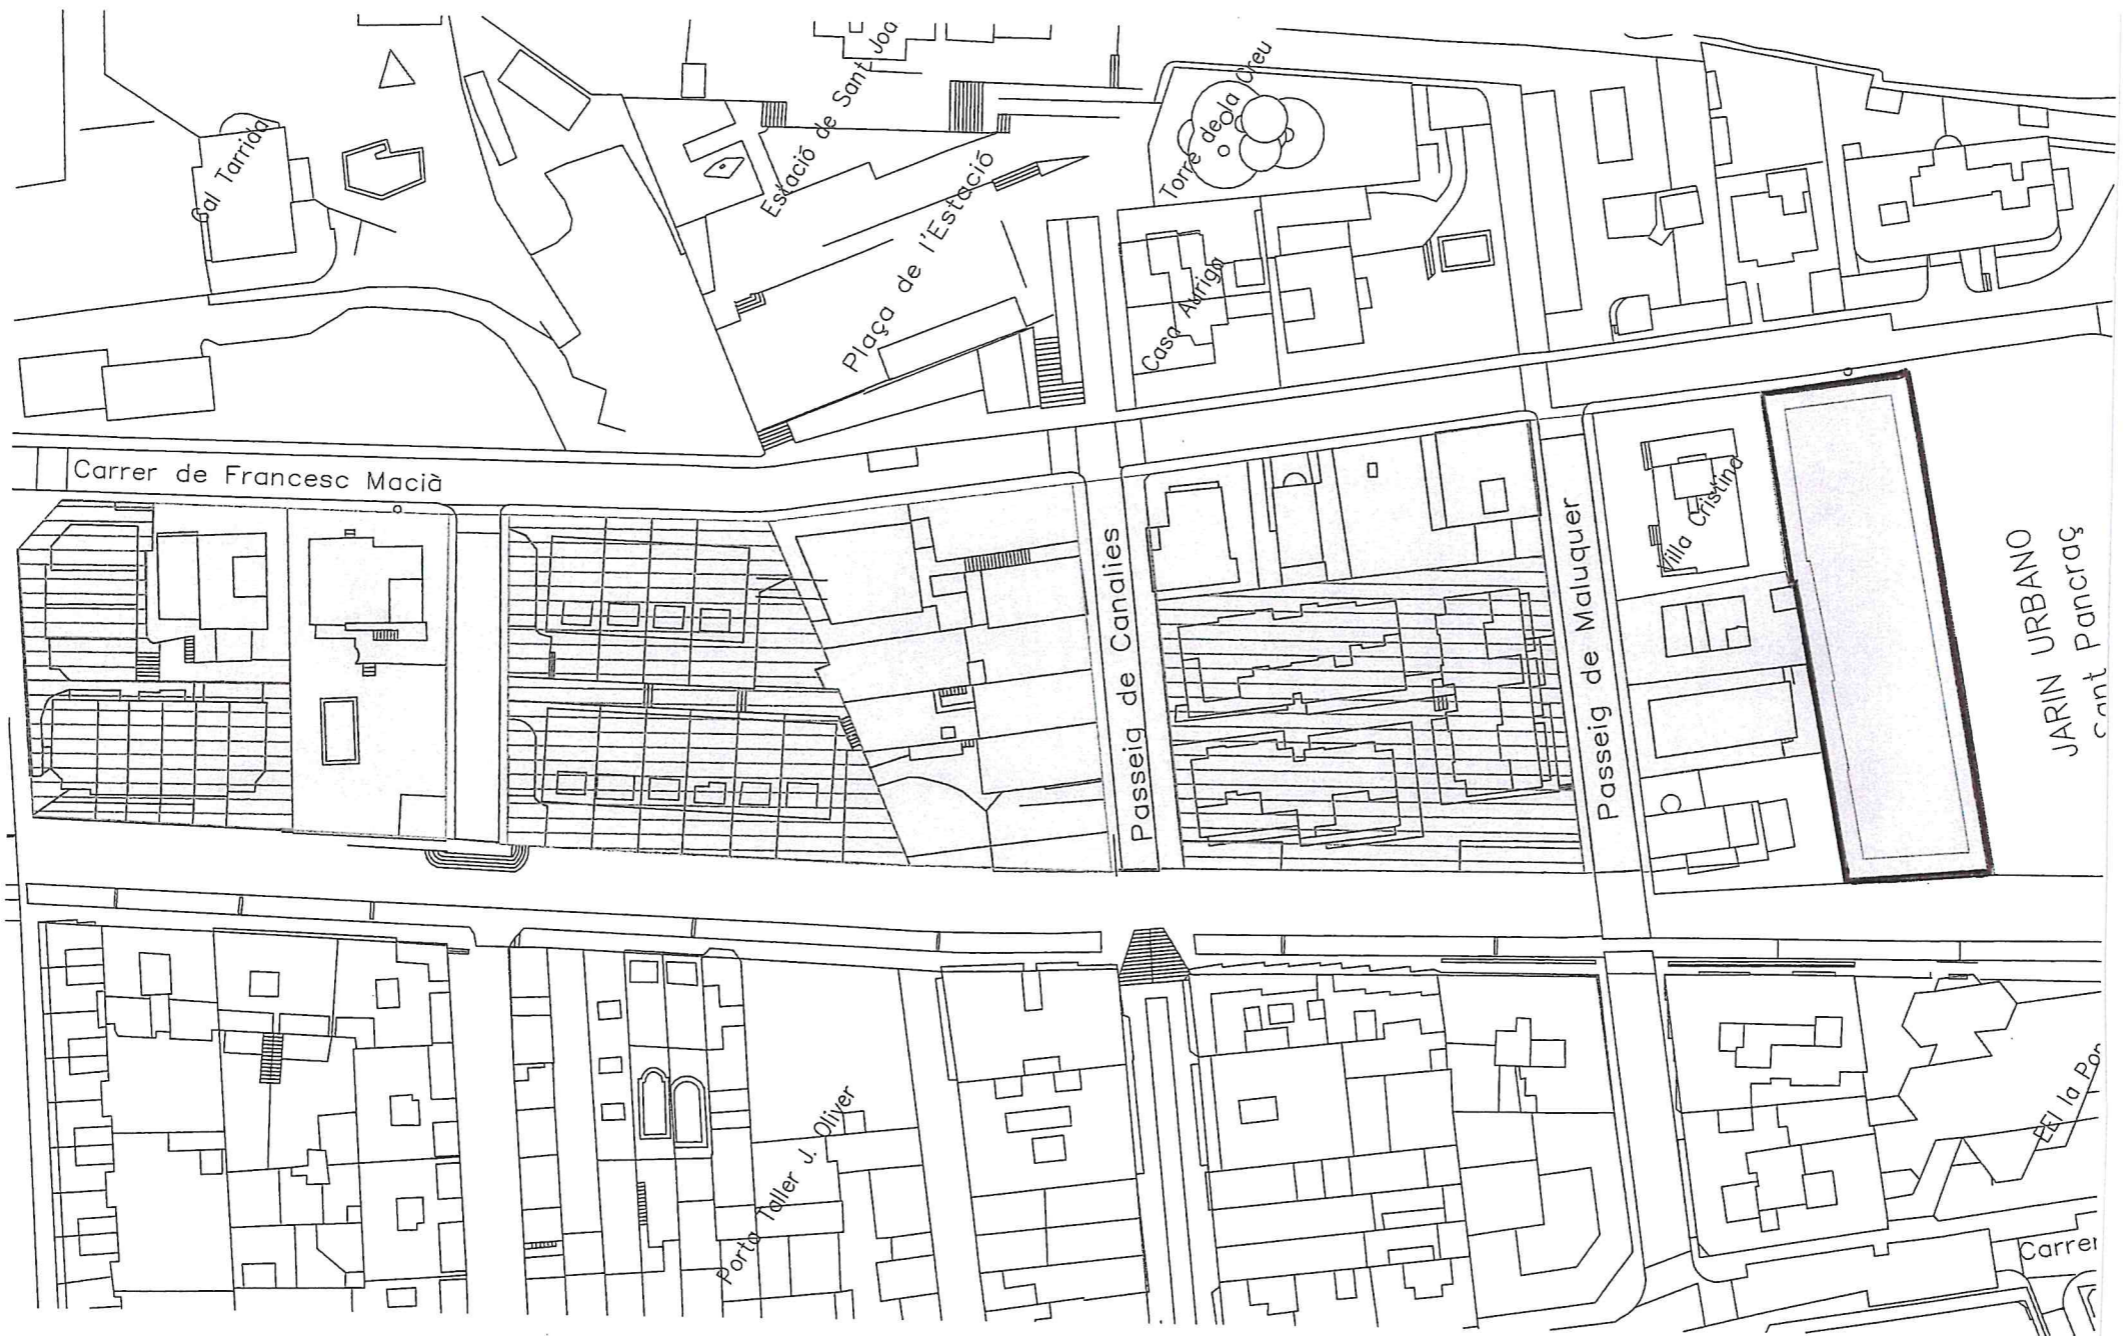 Estació de Sant Joa
Torre de la Creu
Cal Tarrida
Plaça de l'Estació
Casa Auriga
Carrer de Francesc Macià
Passeig de Canalies
Passeig de Maluquer
Villa Cristina
JARIN URBANO
Sant Pancraç
Porta Taller J. Oliver
EEI la Por
Carrer